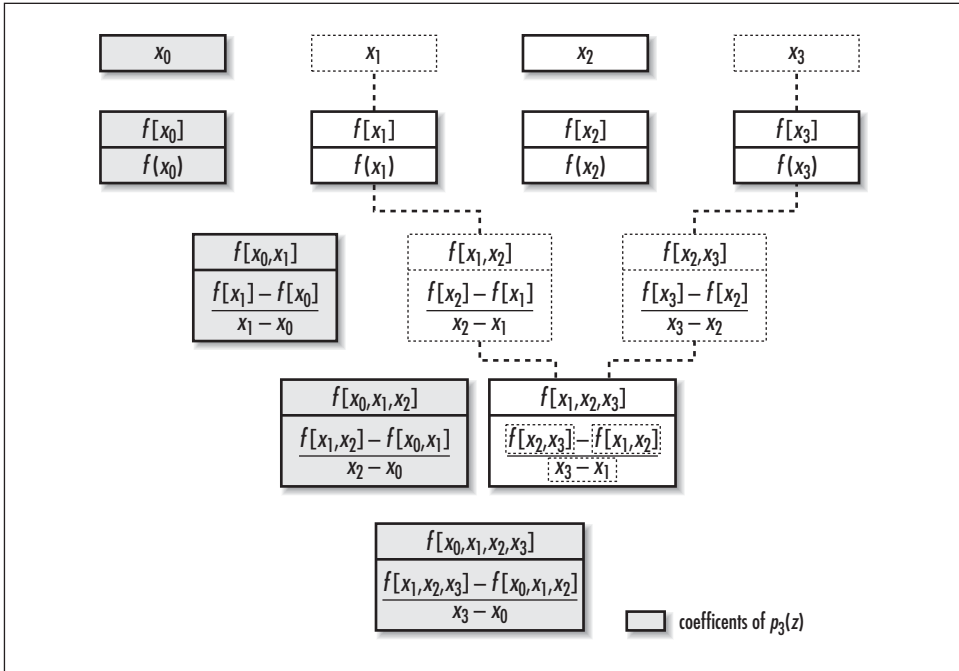 x₀ x₁ x₂ x₃
f[x₀] f[x₁] f[x₂] f[x₃]
f(x₀) f(x₁) f(x₂) f(x₃)
f[x₀,x₁] f[x₁,x₂] f[x₂,x₃]
f[x₁] – f[x₀] f[x₂] – f[x₁] f[x₃] – f[x₂]
x₁ – x₀ x₂ – x₁ x₃ – x₂
f[x₀,x₁,x₂] f[x₁,x₂,x₃]
f[x₁,x₂] – f[x₀,x₁] f[x₂,x₃] – f[x₁,x₂]
x₂ – x₀ x₃ – x₁
f[x₀,x₁,x₂,x₃]
f[x₁,x₂,x₃] – f[x₀,x₁,x₂]
x₃ – x₀
coefficents of p₃(z)